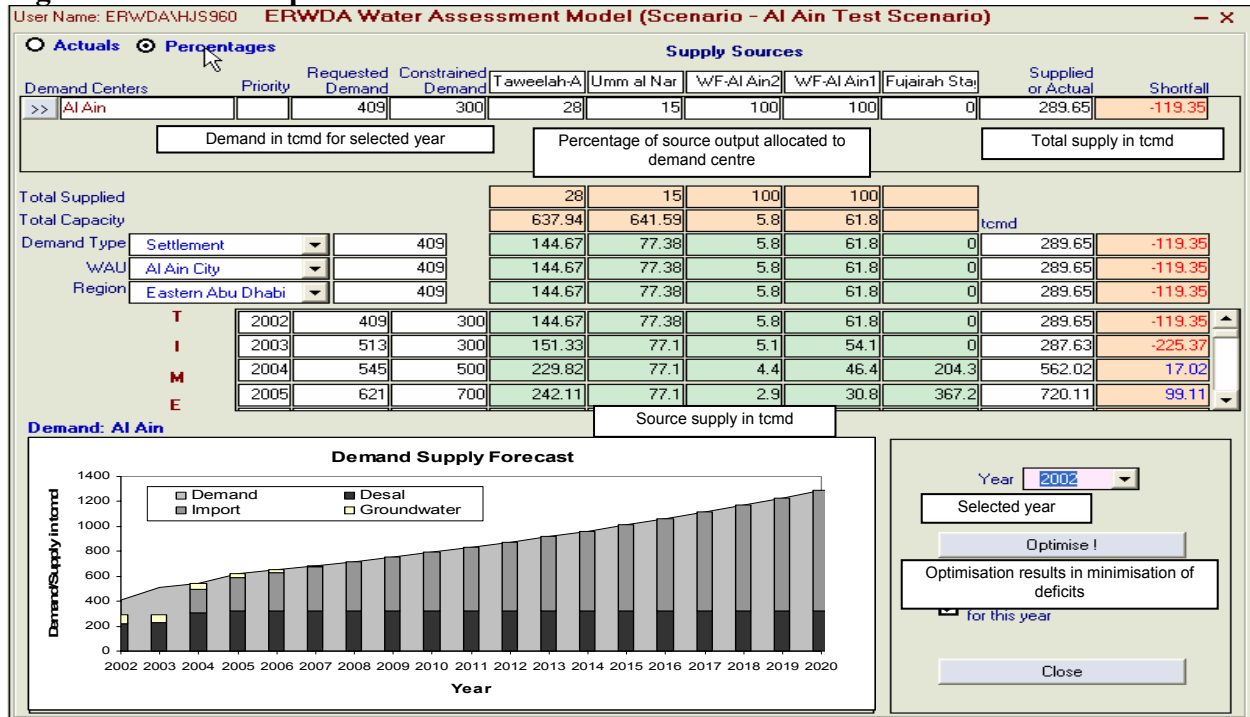 User Name: ERWDA\HJS960 ERWDA Water Assessment Model (Scenario - Al Ain Test Scenario)
Actuals Percentages
Supply Sources
Demand Centers Priority Requested Demand Constrained Demand Taweelah-A Umm al Nar WF-Al Ain2 WF-Al Ain1 Fujairah Sta Supplied or Actual Shortfall
>> Al Ain 409 300 28 15 100 100 0 289.65 -119.35
Demand in tcmd for selected year
Percentage of source output allocated to demand centre
Total supply in tcmd
Total Supplied 28 15 100 100
Total Capacity 637.94 641.59 5.8 61.8 tcmd
Demand Type Settlement 409 144.67 77.38 5.8 61.8 0 289.65 -119.35
WAU Al Ain City 409 144.67 77.38 5.8 61.8 0 289.65 -119.35
Region Eastern Abu Dhabi 409 144.67 77.38 5.8 61.8 0 289.65 -119.35
T I M E
2002 409 300 144.67 77.38 5.8 61.8 0 289.65 -119.35
2003 513 300 151.33 77.1 5.1 54.1 0 287.63 -225.37
2004 545 500 229.82 77.1 4.4 46.4 204.3 562.02 17.02
2005 621 700 242.11 77.1 2.9 30.8 367.2 720.11 99.11
Source supply in tcmd
Demand: Al Ain
Demand Supply Forecast
Demand Desal
Import Groundwater
Demand/Supply in tcmd
1400
1200
1000
800
600
400
200
0
2002 2003 2004 2005 2006 2007 2008 2009 2010 2011 2012 2013 2014 2015 2016 2017 2018 2019 2020
Year
Year 2002
Selected year
Optimise !
Optimisation results in minimisation of deficits
for this year
Close